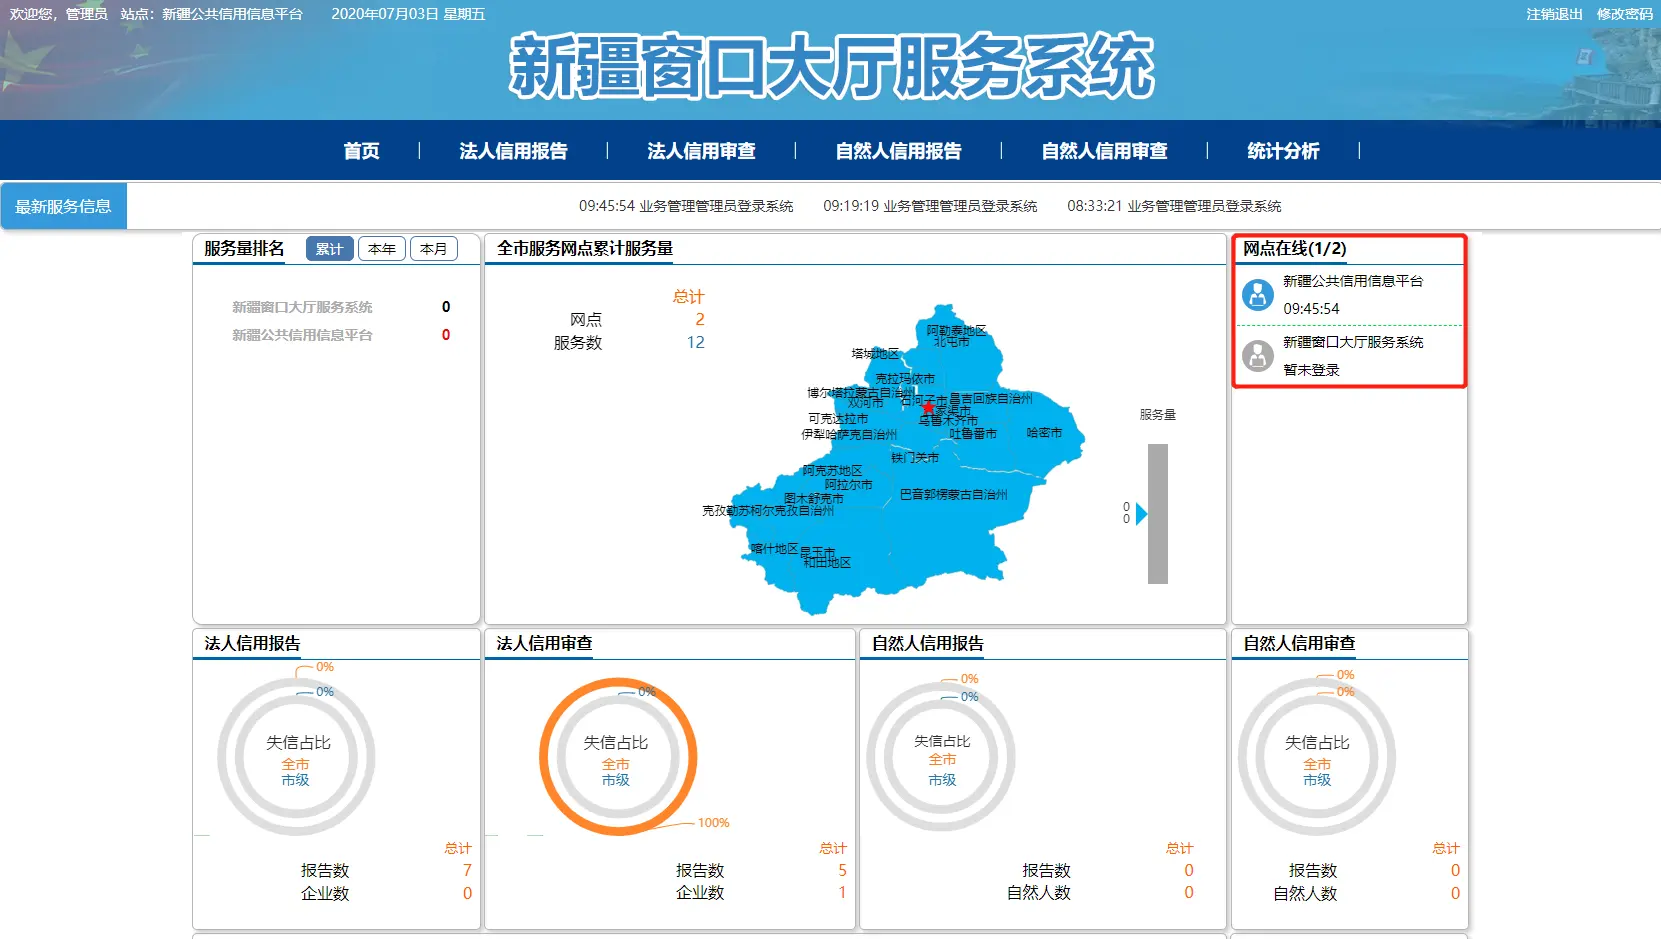 欢迎您，管理员 站点：新疆公共信用信息平台 2020年07月03日 星期五
注销退出 修改密码
新疆窗口大厅服务系统
首页 | 法人信用报告 | 法人信用审查 | 自然人信用报告 | 自然人信用审查 | 统计分析 |
最新服务信息
09:45:54 业务管理管理员登录系统 09:19:19 业务管理管理员登录系统 08:33:21 业务管理管理员登录系统
服务量排名 累计 本年 本月
新疆窗口大厅服务系统 0
新疆公共信用信息平台 0
全市服务网点累计服务量
总计
网点 2
服务数 12
阿勒泰地区
北屯市
塔城地区
克拉玛依市
博尔塔拉蒙古自治州
双河市
石河子市
昌吉回族自治州
五家渠市
可克达拉市
乌鲁木齐市
伊犁哈萨克自治州
吐鲁番市
哈密市
铁门关市
阿克苏地区
阿拉尔市
巴音郭楞蒙古自治州
图木舒克市
克孜勒苏柯尔克孜自治州
喀什地区
昆玉市
和田地区
服务量
0
0
网点在线(1/2)
新疆公共信用信息平台
09:45:54
新疆窗口大厅服务系统
暂未登录
法人信用报告
0%
0%
失信占比
全市
市级
总计
报告数 7
企业数 0
法人信用审查
0%
失信占比
全市
市级
100%
总计
报告数 5
企业数 1
自然人信用报告
0%
0%
失信占比
全市
市级
总计
报告数 0
自然人数 0
自然人信用审查
0%
0%
失信占比
全市
市级
总计
报告数 0
自然人数 0